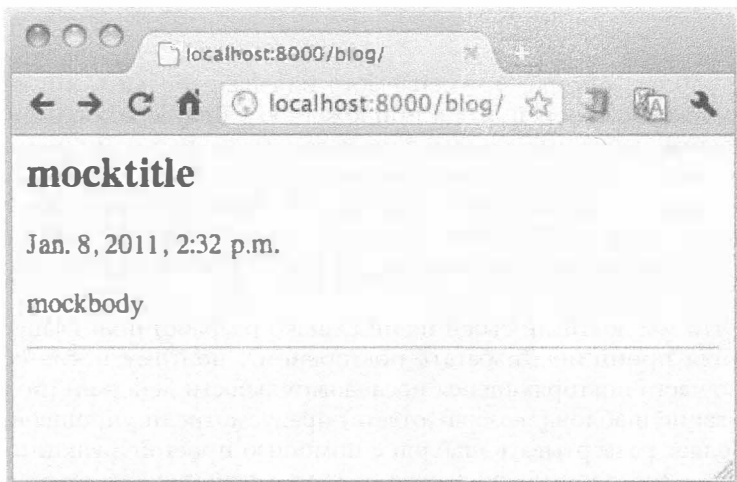 localhost:8000/blog/
localhost:8000/blog/
mocktitle
Jan. 8, 2011, 2:32 p.m.
mockbody